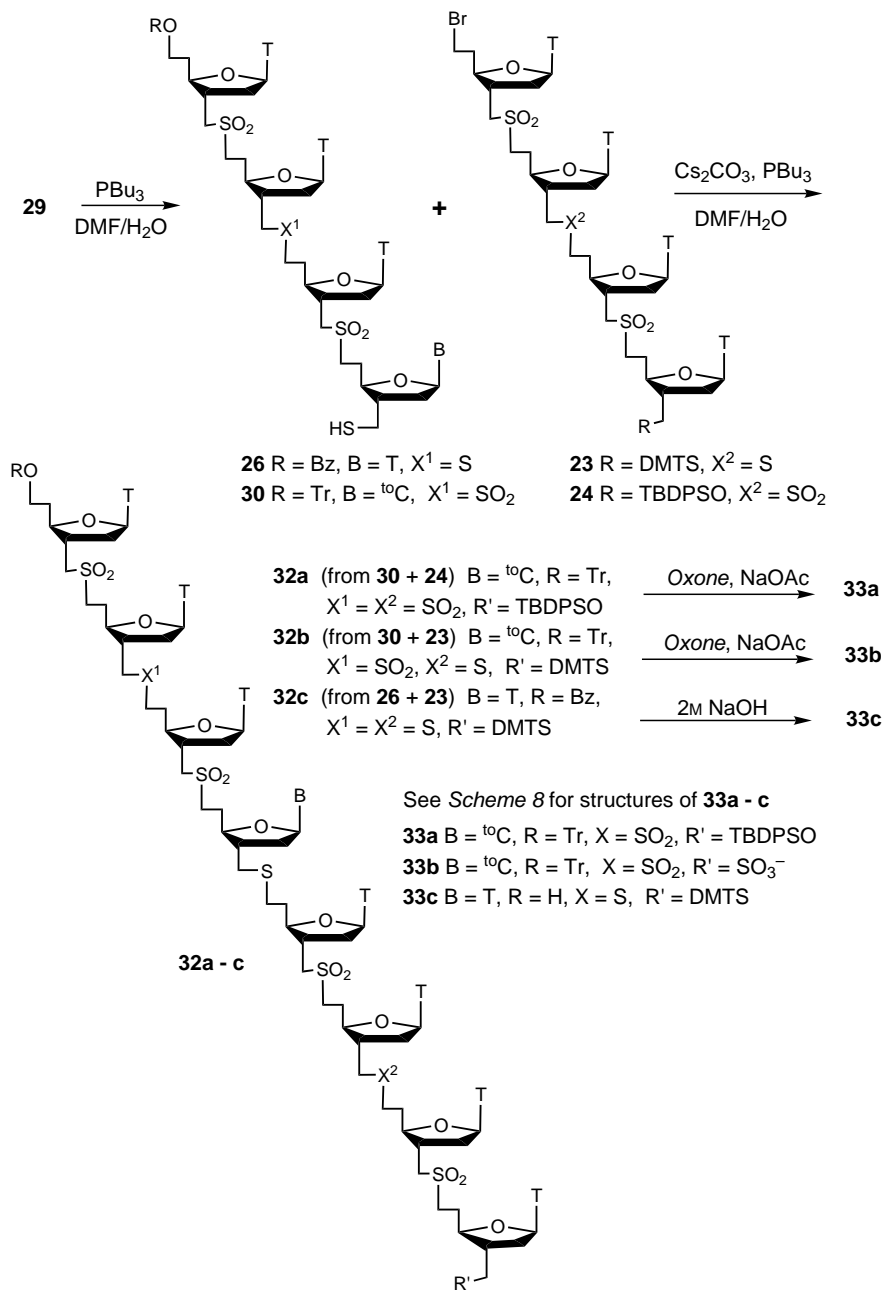 RO
Br
T
T
O
O
SO2
SO2
T
T
Cs2CO3, PBu3
PBu3
O
O
29
+
DMF/H2O
DMF/H2O
X1
X2
T
T
O
O
SO2
SO2
B
T
O
O
HS
R
26 R = Bz, B = T, X1 = S
23 R = DMTS, X2 = S
30 R = Tr, B = toC, X1 = SO2
24 R = TBDPSO, X2 = SO2
RO
T
O
SO2
T
O
X1
T
O
SO2
B
O
S
T
O
SO2
T
O
X2
T
O
SO2
T
O
R'
32a (from 30 + 24) B = toC, R = Tr,
X1 = X2 = SO2, R' = TBDPSO
Oxone, NaOAc
33a
32b (from 30 + 23) B = toC, R = Tr,
X1 = SO2, X2 = S, R' = DMTS
Oxone, NaOAc
33b
32c (from 26 + 23) B = T, R = Bz,
X1 = X2 = S, R' = DMTS
2M NaOH
33c
See Scheme 8 for structures of 33a - c
33a B = toC, R = Tr, X = SO2, R' = TBDPSO
33b B = toC, R = Tr, X = SO2, R' = SO3–
33c B = T, R = H, X = S, R' = DMTS
32a - c